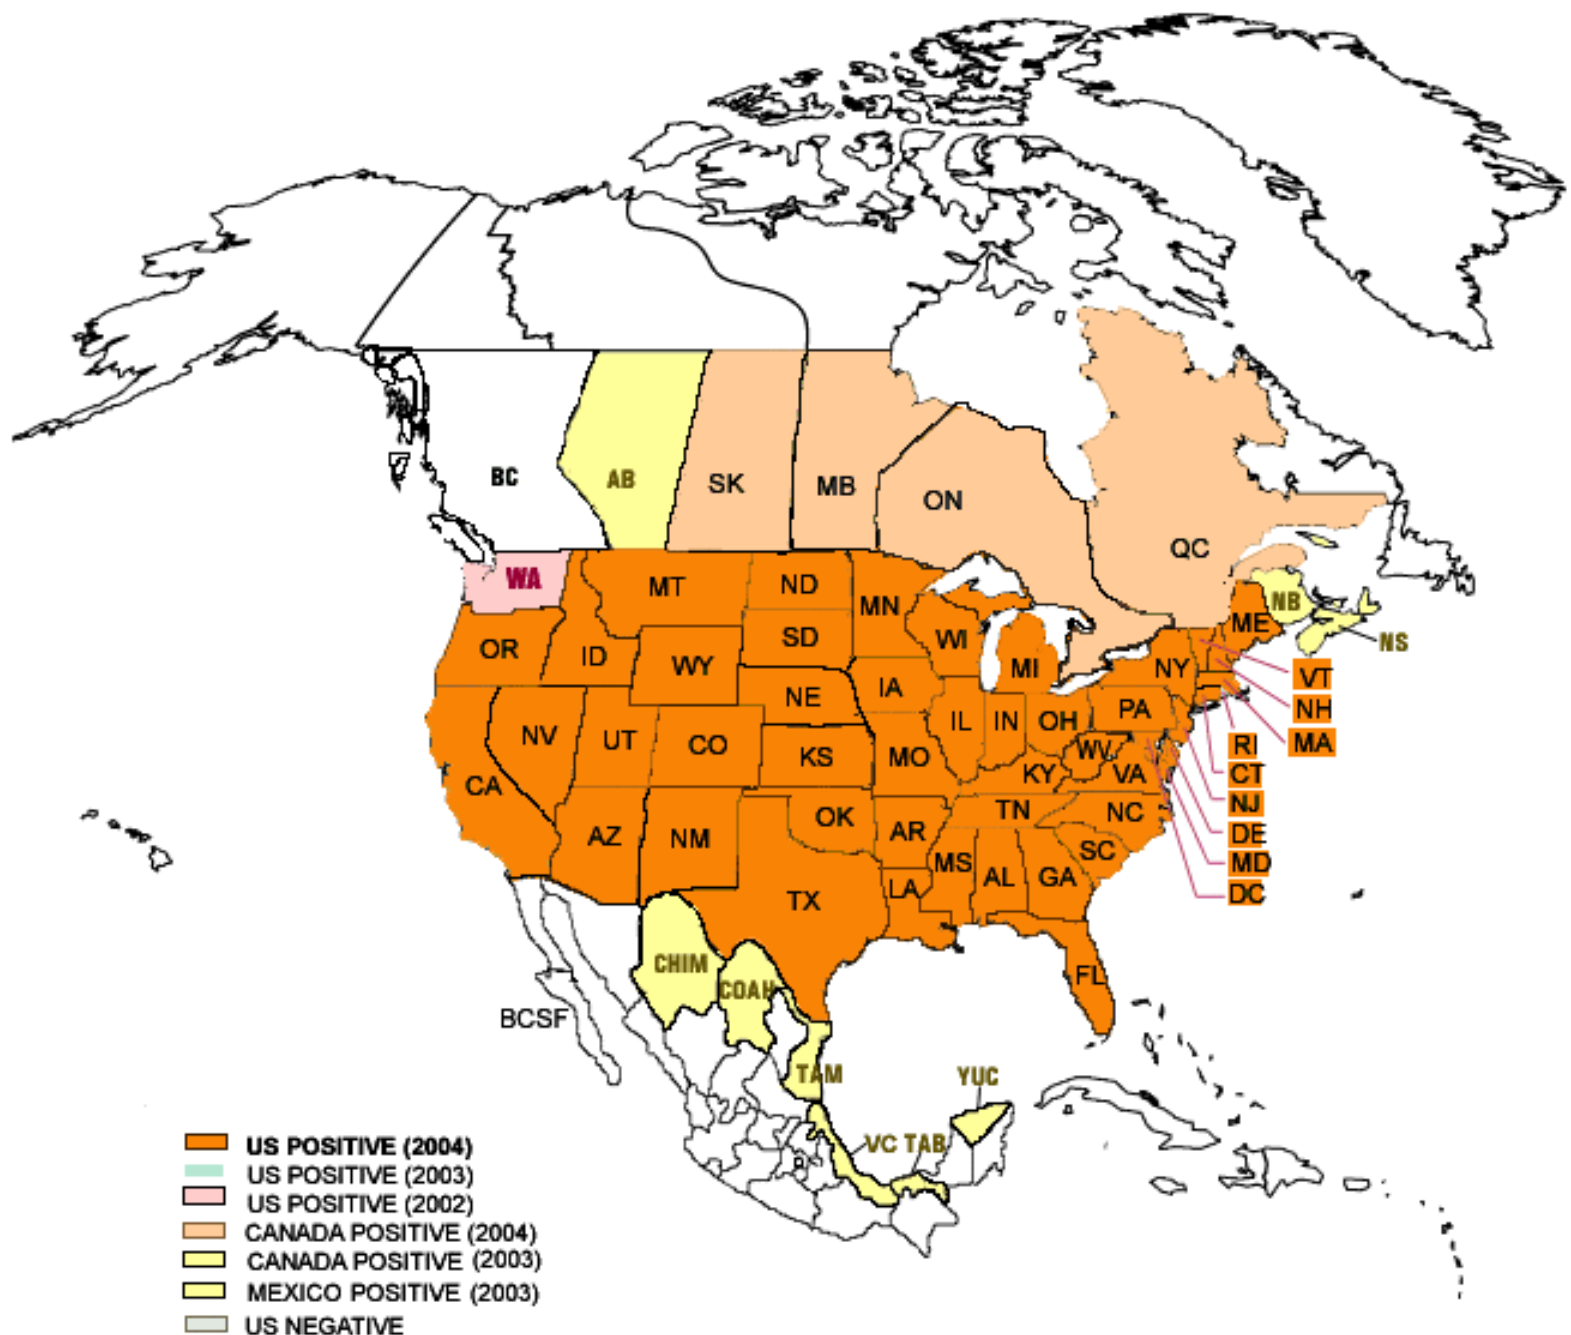 BC
AB
SK
MB
ON
QC
WA
MT
ND
MN
NB
ME
NS
OR
ID
WY
SD
WI
MI
NY
VT
NH
MA
NV
UT
CO
NE
IA
IL
IN
OH
PA
RI
CA
KS
MO
WV
KY
VA
CT
NJ
AZ
NM
OK
AR
TN
NC
DE
SC
MD
TX
LA
MS
AL
GA
DC
FL
CHIM
COAH
BCSF
TAM
YUC
VC TAB
US POSITIVE (2004)
US POSITIVE (2003)
US POSITIVE (2002)
CANADA POSITIVE (2004)
CANADA POSITIVE (2003)
MEXICO POSITIVE (2003)
US NEGATIVE